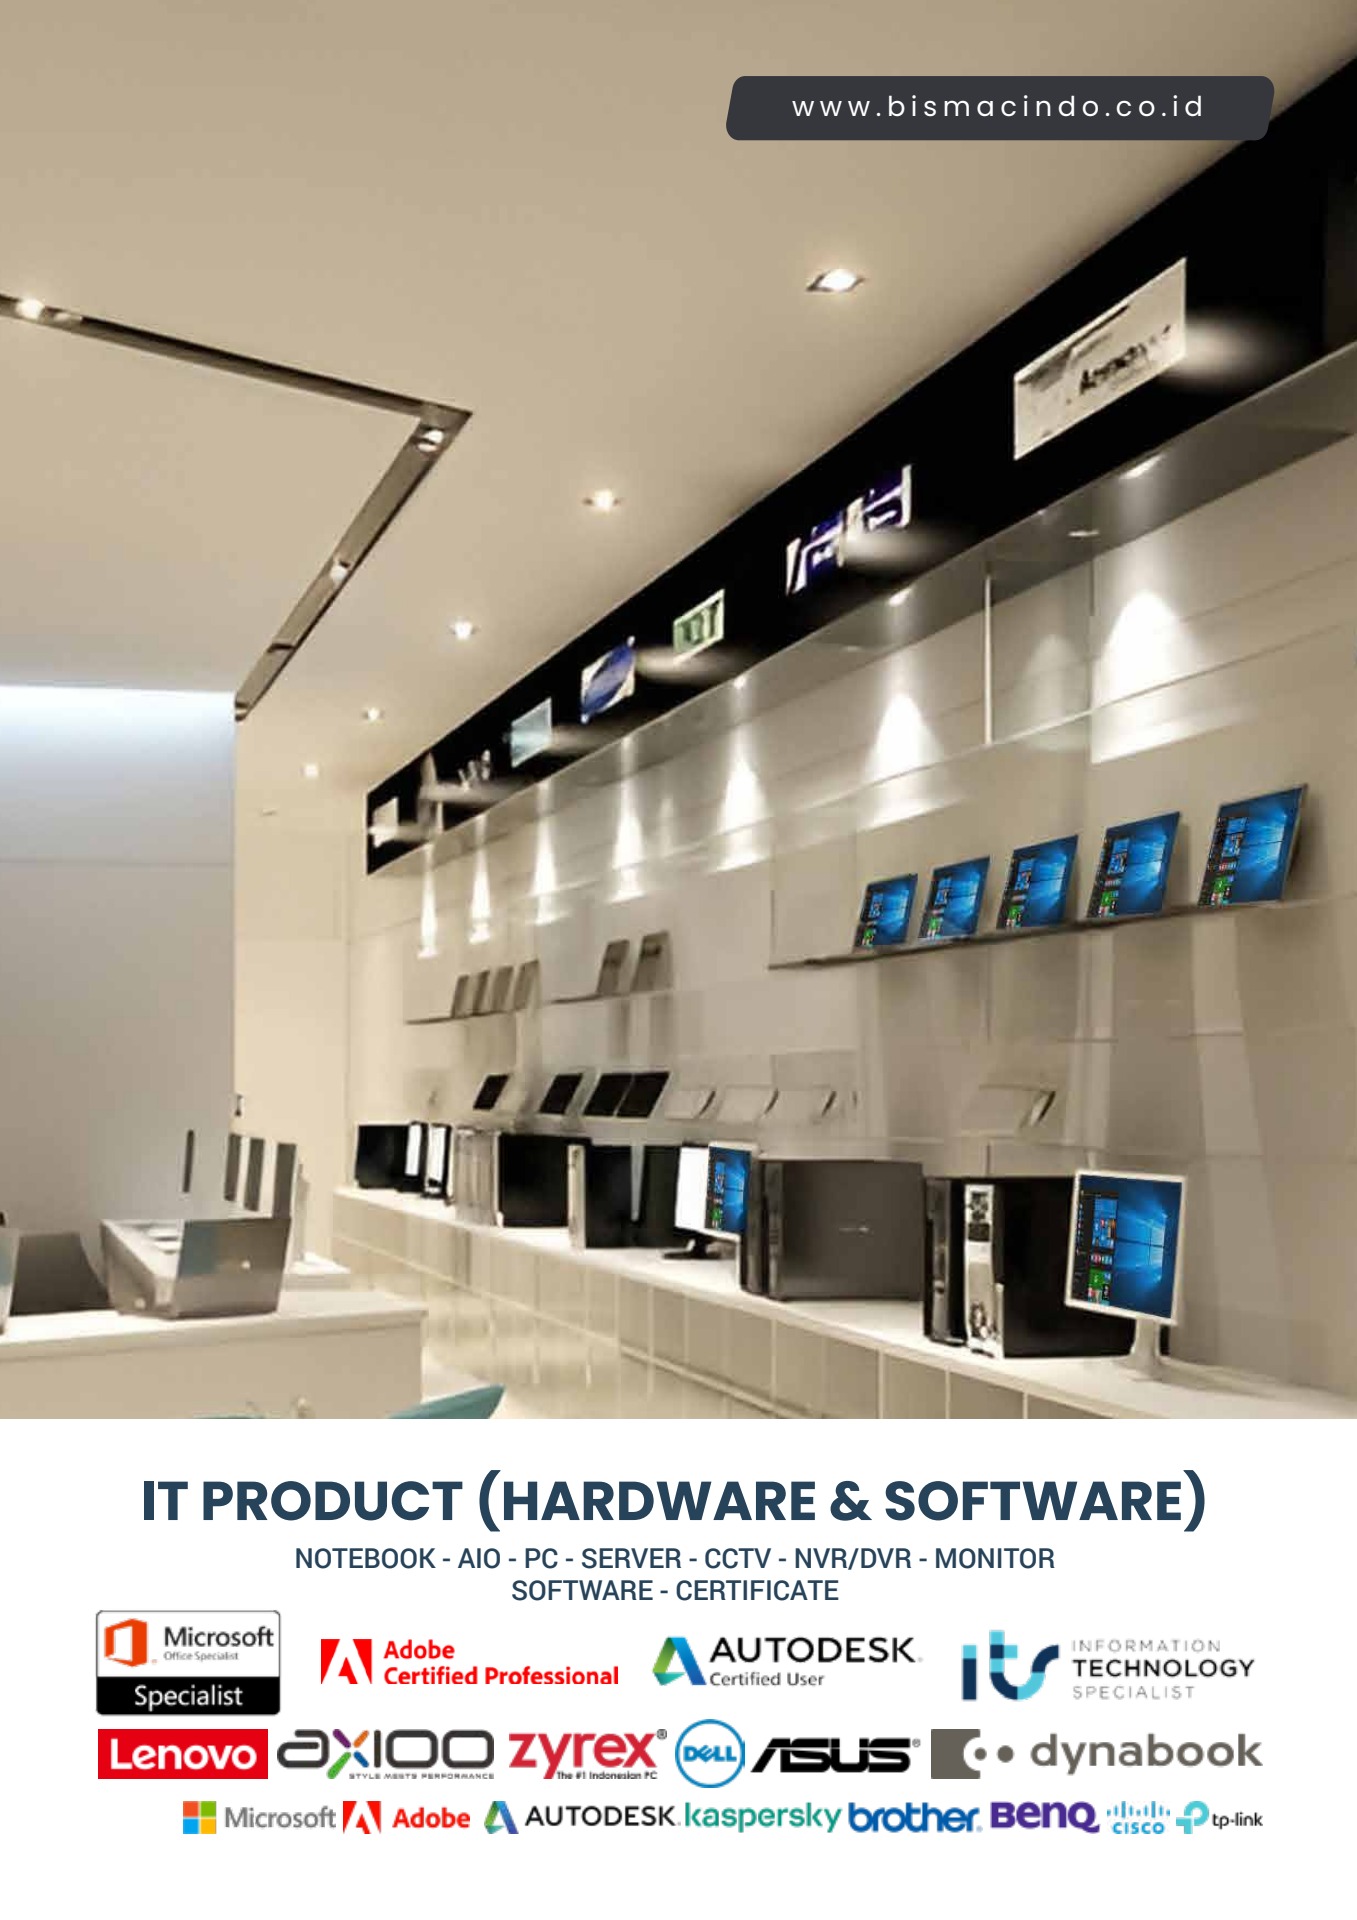 www.bismacindo.co.id
IT PRODUCT (HARDWARE & SOFTWARE)
NOTEBOOK - AIO - PC - SERVER - CCTV - NVR/DVR - MONITOR
SOFTWARE - CERTIFICATE
Microsoft
Office Specialist
Specialist
Adobe
Certified Professional
AUTODESK.
Certified User
its INFORMATION
TECHNOLOGY
SPECIALIST
Lenovo AXIOO zyrex® DELL ASUS® dynabook
STYLE MEETS PERFORMANCE
The #1 Indonesian PC
Microsoft Adobe AUTODESK. kaspersky brother. BenQ CISCO tp-link